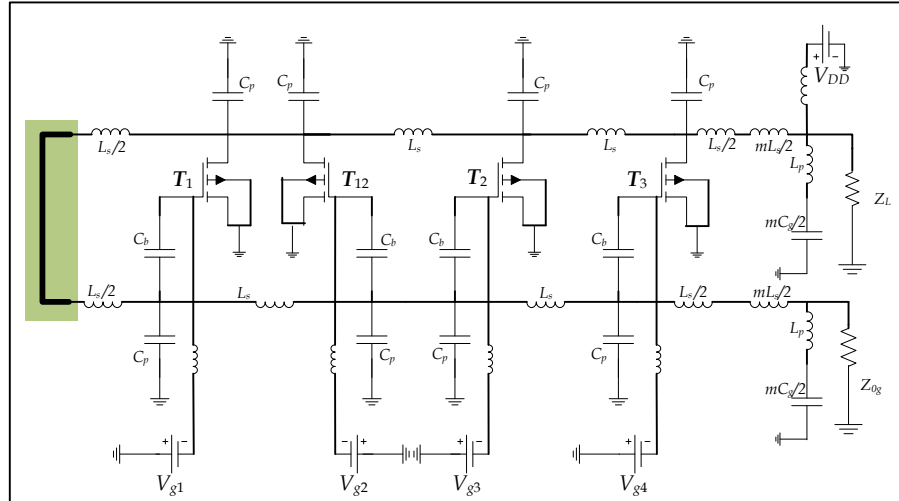 + -
V_DD
C_p C_p C_p C_p
L_s/2 L_s L_s L_s/2 mL_s/2
T_1 T_12 T_2 T_3
L_p
Z_L
mC_g/2
C_b C_b C_b C_b
L_s/2 L_s L_s L_s/2 mL_s/2
C_p C_p C_p C_p
L_p
Z_0g
mC_g/2
+ - - + + - + -
V_g1 V_g2 V_g3 V_g4